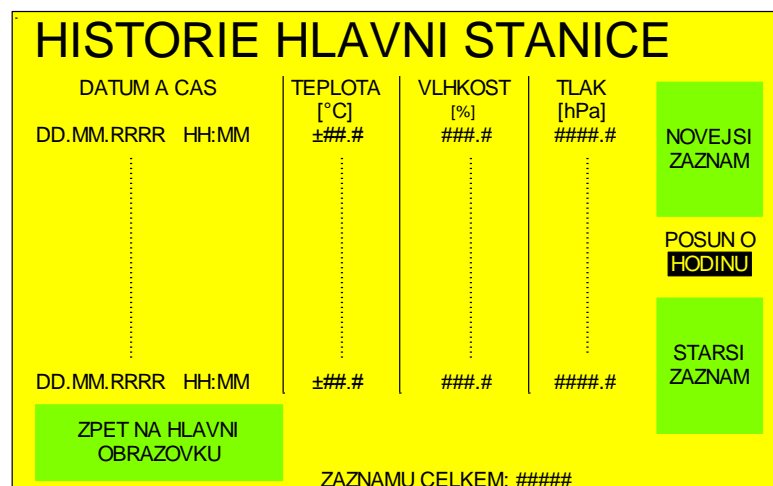 HISTORIE HLAVNI STANICE
DATUM A CAS TEPLOTA VLHKOST TLAK
[°C] [%] [hPa]
DD.MM.RRRR HH:MM ±##.# ###.# ####.#
NOVEJSI
ZAZNAM
POSUN O
HODINU
STARSI
ZAZNAM
DD.MM.RRRR HH:MM ±##.# ###.# ####.#
ZPET NA HLAVNI
OBRAZOVKU
ZAZNAMU CELKEM: #####